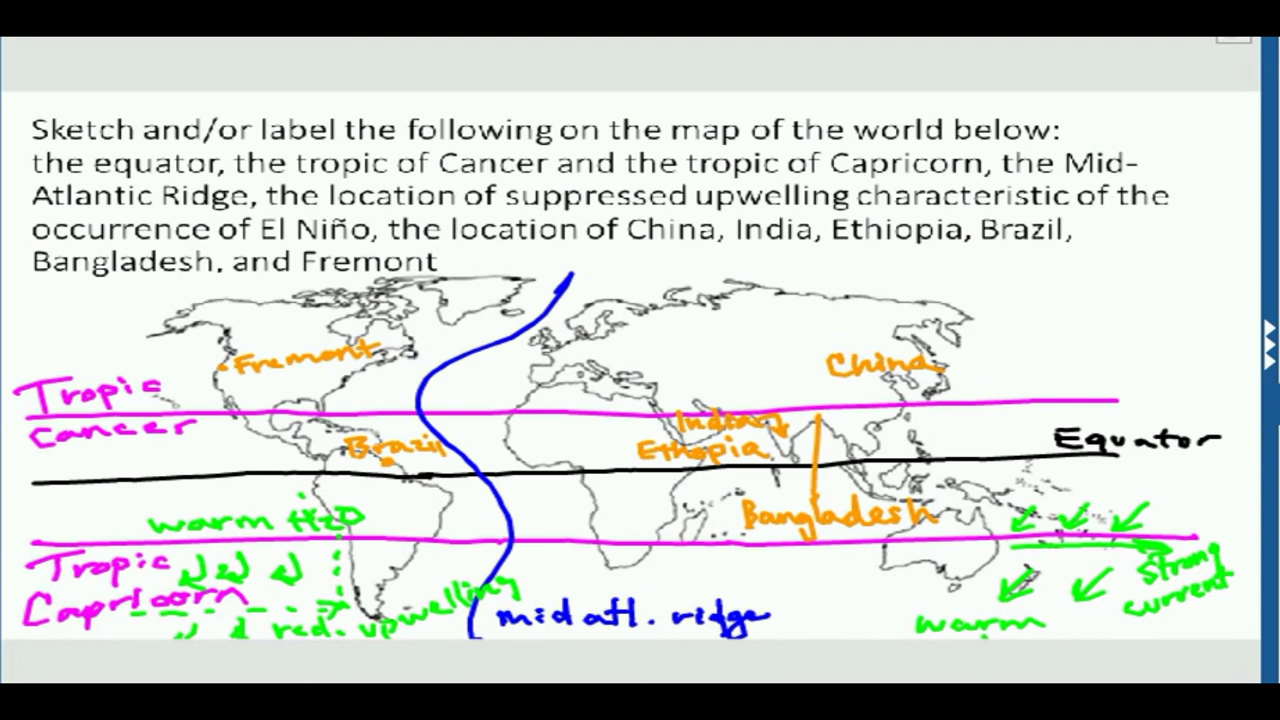 Sketch and/or label the following on the map of the world below:
the equator, the tropic of Cancer and the tropic of Capricorn, the Mid-
Atlantic Ridge, the location of suppressed upwelling characteristic of the
occurrence of El Niño, the location of China, India, Ethiopia, Brazil,
Bangladesh, and Fremont
Fremont
China
Tropic
Cancer
India
Brazil
Ethopia
Equator
warm H2O
Bangladesh
Tropic
Capricorn
Strong
current
red. upwelling
mid atl. ridge
warm